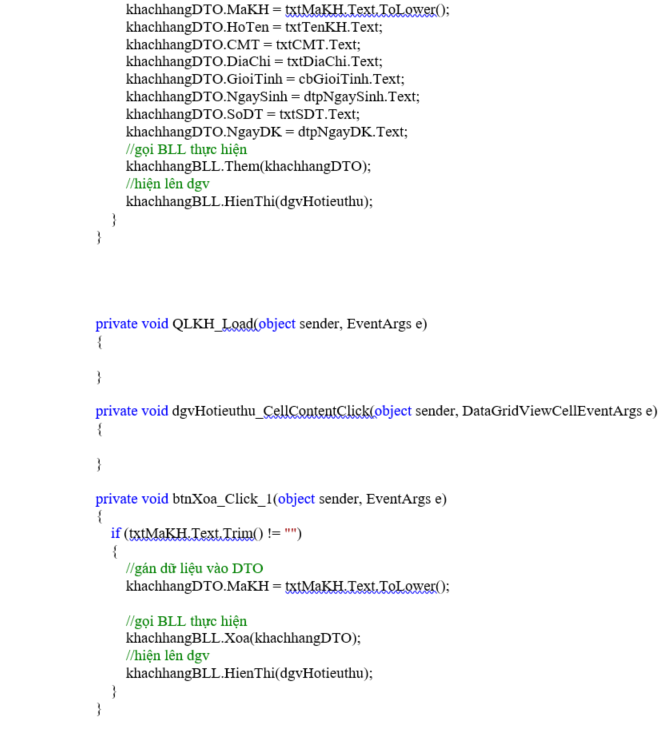 khachhangDTO.MaKH = txtMaKH.Text.ToLower();
khachhangDTO.HoTen = txtTenKH.Text;
khachhangDTO.CMT = txtCMT.Text;
khachhangDTO.DiaChi = txtDiaChi.Text;
khachhangDTO.GioiTinh = cbGioiTinh.Text;
khachhangDTO.NgaySinh = dtpNgaySinh.Text;
khachhangDTO.SoDT = txtSDT.Text;
khachhangDTO.NgayDK = dtpNgayDK.Text;
//gọi BLL thực hiện
khachhangBLL.Them(khachhangDTO);
//hiện lên dgv
khachhangBLL.HienThi(dgvHotieuthu);
}
}
private void QLKH_Load(object sender, EventArgs e)
{
}
private void dgvHotieuthu_CellContentClick(object sender, DataGridViewCellEventArgs e)
{
}
private void btnXoa_Click_1(object sender, EventArgs e)
{
if (txtMaKH.Text.Trim() != "")
{
//gán dữ liệu vào DTO
khachhangDTO.MaKH = txtMaKH.Text.ToLower();
//gọi BLL thực hiện
khachhangBLL.Xoa(khachhangDTO);
//hiện lên dgv
khachhangBLL.HienThi(dgvHotieuthu);
}
}